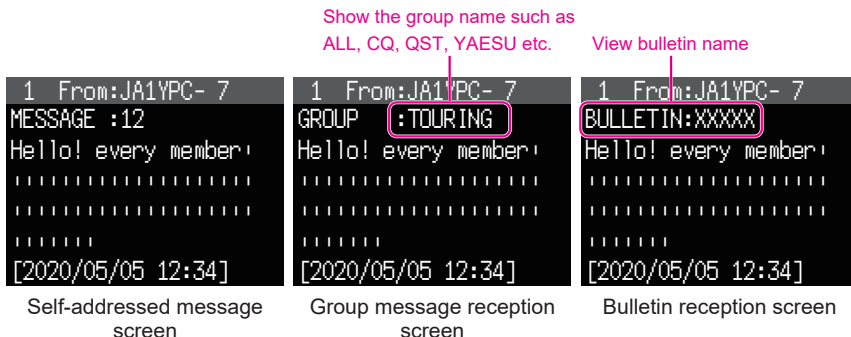 Show the group name such as
ALL, CQ, QST, YAESU etc.
View bulletin name
1 From:JA1YPC- 7
MESSAGE :12
Hello! every member
[2020/05/05 12:34]
Self-addressed message
screen
1 From:JA1YPC- 7
GROUP :TOURING
Hello! every member
[2020/05/05 12:34]
Group message reception
screen
1 From:JA1YPC- 7
BULLETIN:XXXXX
Hello! every member
[2020/05/05 12:34]
Bulletin reception screen